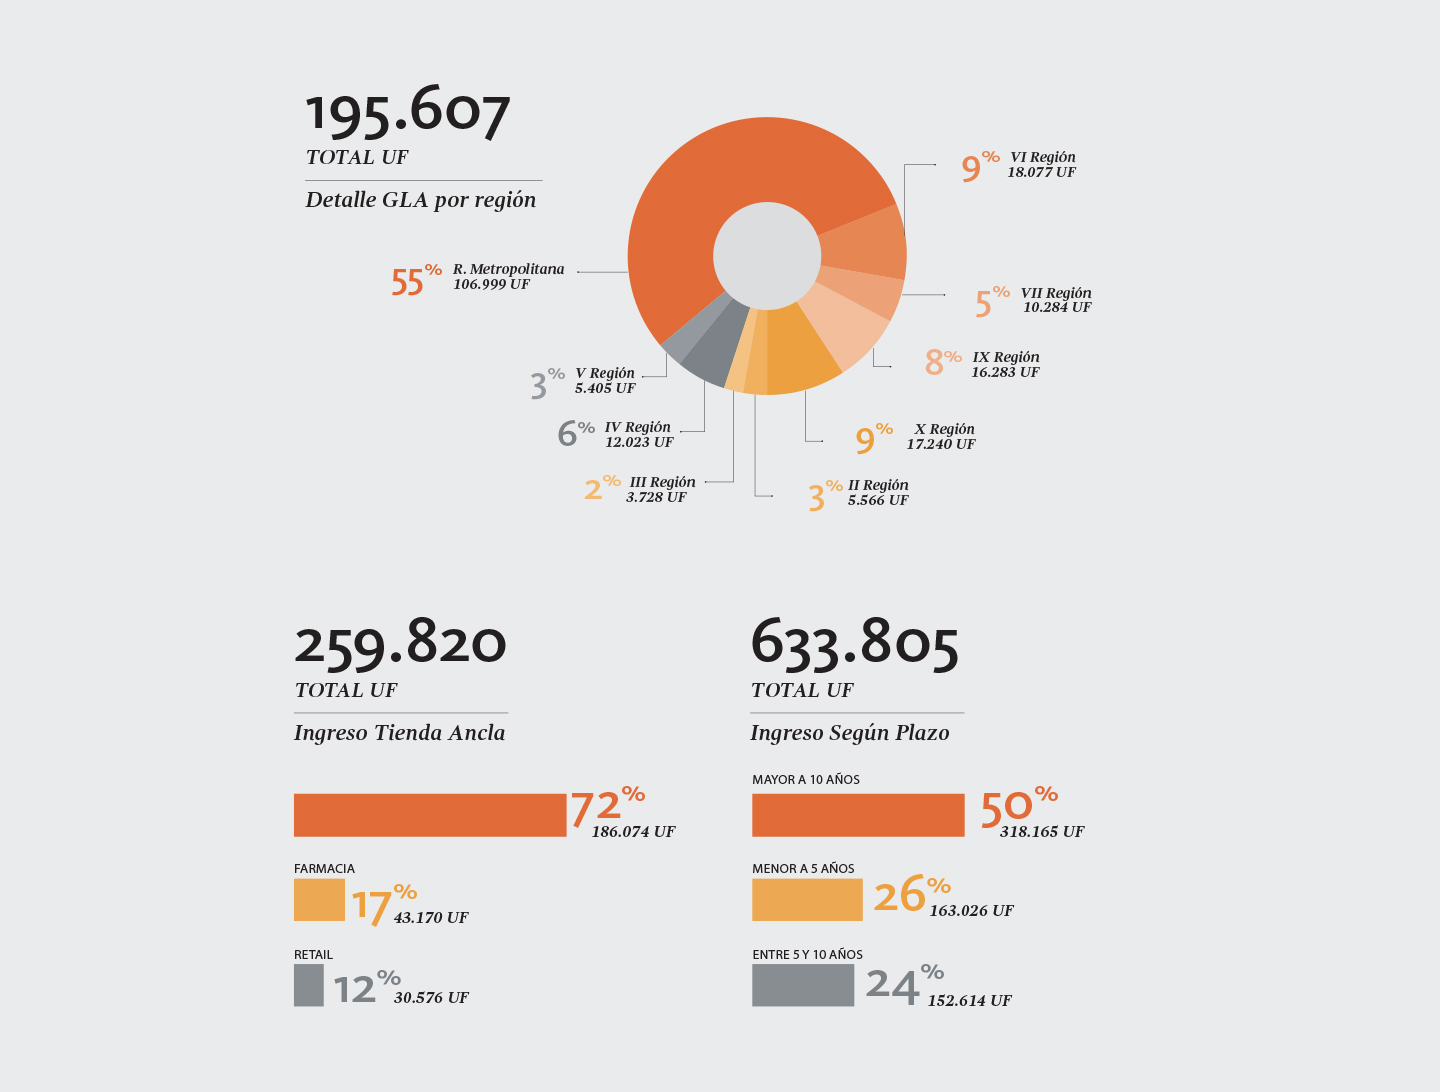 195.607
TOTAL UF
Detalle GLA por región
55% R. Metropolitana
106.999 UF
9% VI Región
18.077 UF
5% VII Región
10.284 UF
8% IX Región
16.283 UF
9% X Región
17.240 UF
3% II Región
5.566 UF
2% III Región
3.728 UF
6% IV Región
12.023 UF
3% V Región
5.405 UF
259.820
TOTAL UF
Ingreso Tienda Ancla
72%
186.074 UF
FARMACIA
17%
43.170 UF
RETAIL
12%
30.576 UF
633.805
TOTAL UF
Ingreso Según Plazo
MAYOR A 10 AÑOS
50%
318.165 UF
MENOR A 5 AÑOS
26%
163.026 UF
ENTRE 5 Y 10 AÑOS
24%
152.614 UF